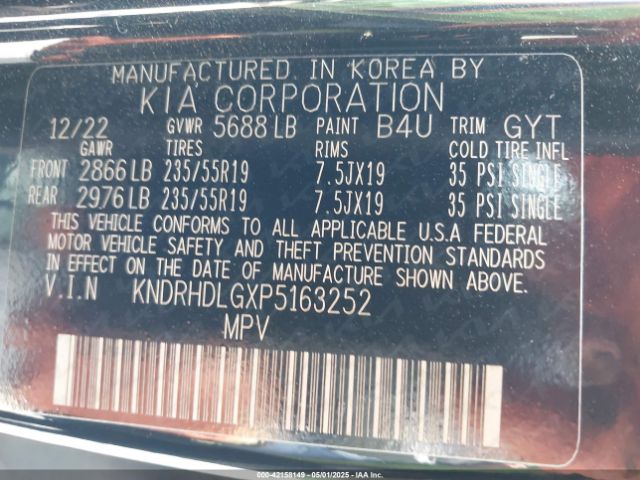 MANUFACTURED IN KOREA BY
KIA CORPORATION
12/22 GVWR 5688 LB PAINT B4U TRIM GYT
GAWR TIRES RIMS COLD TIRE INFL
FRONT 2866 LB 235/55R19 7.5JX19 35 PSI SINGLE
REAR 2976 LB 235/55R19 7.5JX19 35 PSI SINGLE
THIS VEHICLE CONFORMS TO ALL APPLICABLE U.S.A FEDERAL
MOTOR VEHICLE SAFETY AND THEFT PREVENTION STANDARDS
IN EFFECT ON THE DATE OF MANUFACTURE SHOWN ABOVE.
V.I.N KNDRHDLGXP5163252
MPV
000-42158149 - 05/01/2025 - IAAI.COM